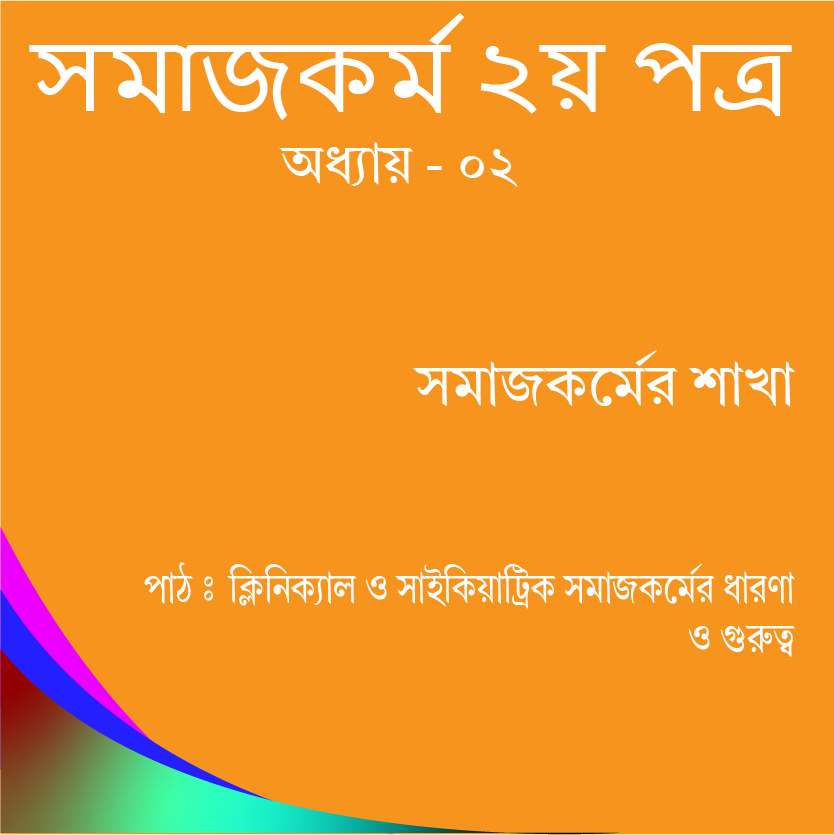 সমাজকর্ম ২য় পত্র
অধ্যায় - ০২
সমাজকর্মের শাখা
পাঠ ঃ ক্লিনিক্যাল ও সাইকিয়াট্রিক সমাজকর্মের ধারণা
ও গুরুত্ব